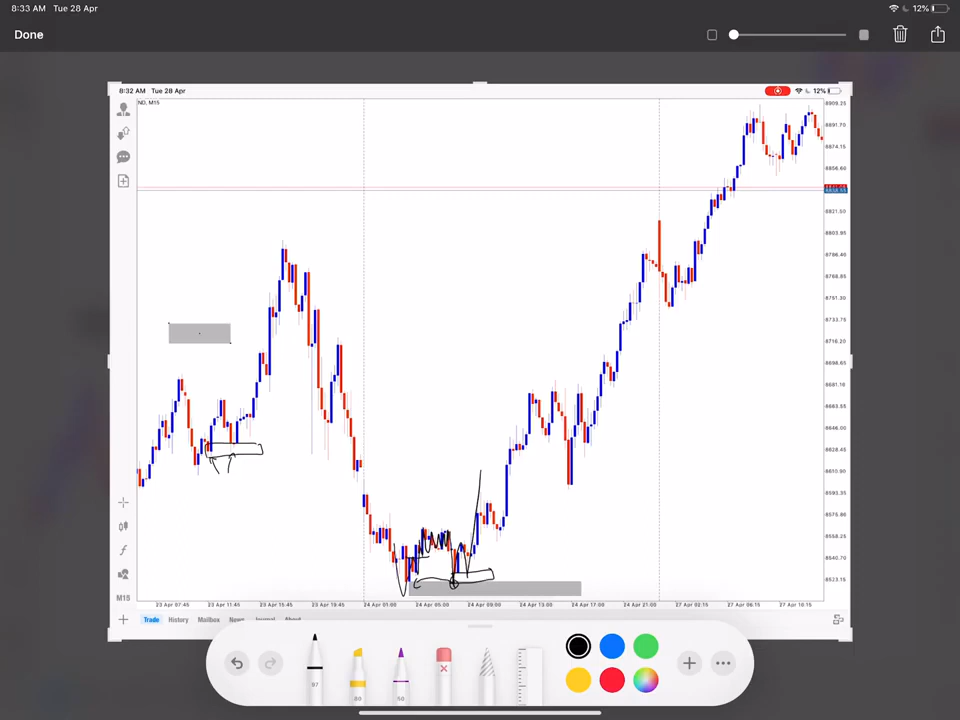 8:33 AM Tue 28 Apr 12%
Done
8:32 AM Tue 28 Apr 12%
ND, M15
8909.25
8891.70
8874.15
8856.60
8821.50
8803.95
8786.40
8768.85
8751.30
8733.75
8716.20
8698.65
8681.10
8663.55
8646.00
8628.45
8610.90
8593.35
8575.80
8558.25
8540.70
8523.15
M15
23 Apr 07:45 23 Apr 11:45 23 Apr 15:45 23 Apr 19:45 24 Apr 01:00 24 Apr 05:00 24 Apr 09:00 24 Apr 13:00 24 Apr 17:00 24 Apr 21:00 27 Apr 02:15 27 Apr 06:15 27 Apr 10:15
Trade History Mailbox News Journal About
97 80 50